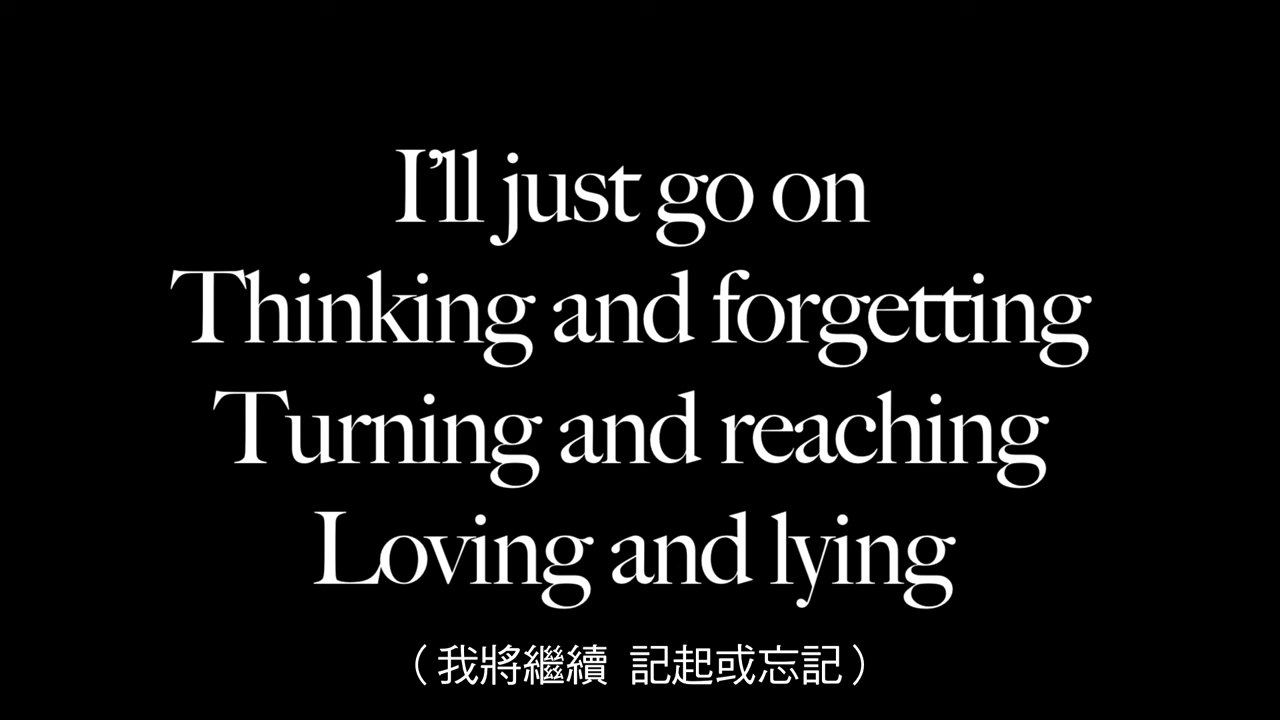 I’ll just go on
Thinking and forgetting
Turning and reaching
Loving and lying
（我將繼續 記起或忘記）